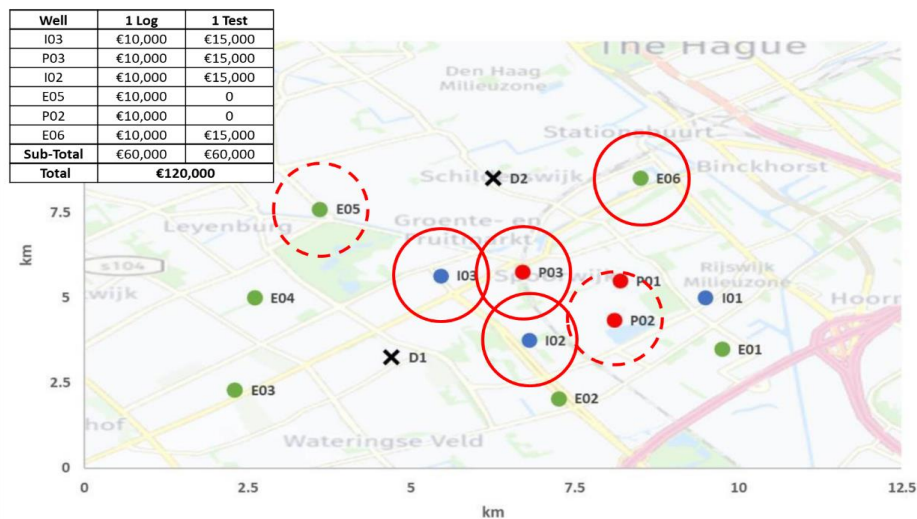 Well 1 Log 1 Test
I03 €10,000 €15,000
P03 €10,000 €15,000
I02 €10,000 €15,000
E05 €10,000 0
P02 €10,000 0
E06 €10,000 €15,000
Sub-Total €60,000 €60,000
Total €120,000
The Hague
Den Haag
Milieuzone
Stationsbuurt
Binckhorst
D2
E06
7.5
E05
Leyenburg
Groente- en
Fruitmarkt
km
s104
I03
P03
P01
Rijswijk
Milieuzone
wijk
E04
5
P02
I01
Hoorn
I02
E01
D1
2.5
E03
E02
hof
Wateringse Veld
0
0 2.5 5 7.5 10 12.5
km